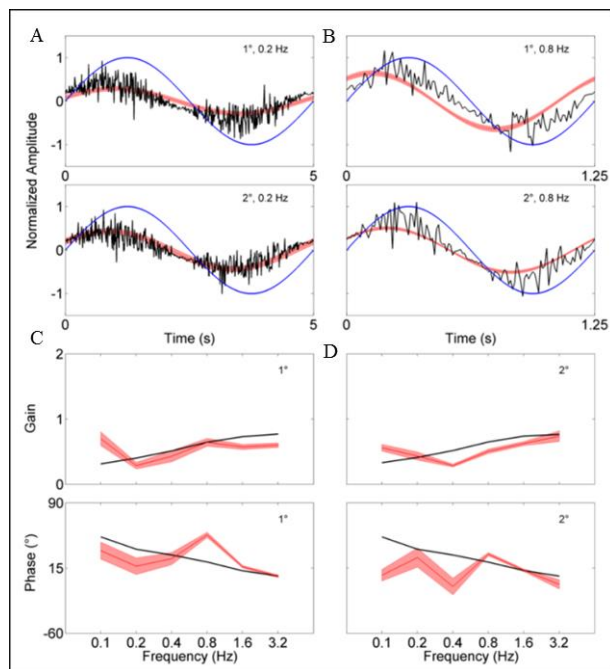 A
B
1°, 0.2 Hz
1°, 0.8 Hz
1
0
-1
0
5
0
1.25
2°, 0.2 Hz
2°, 0.8 Hz
Normalized Amplitude
1
0
-1
0
5
0
1.25
Time (s)
Time (s)
C
D
2
1
0
Gain
1°
2°
90
15
-60
Phase (°)
1°
2°
0.1 0.2 0.4 0.8 1.6 3.2
0.1 0.2 0.4 0.8 1.6 3.2
Frequency (Hz)
Frequency (Hz)